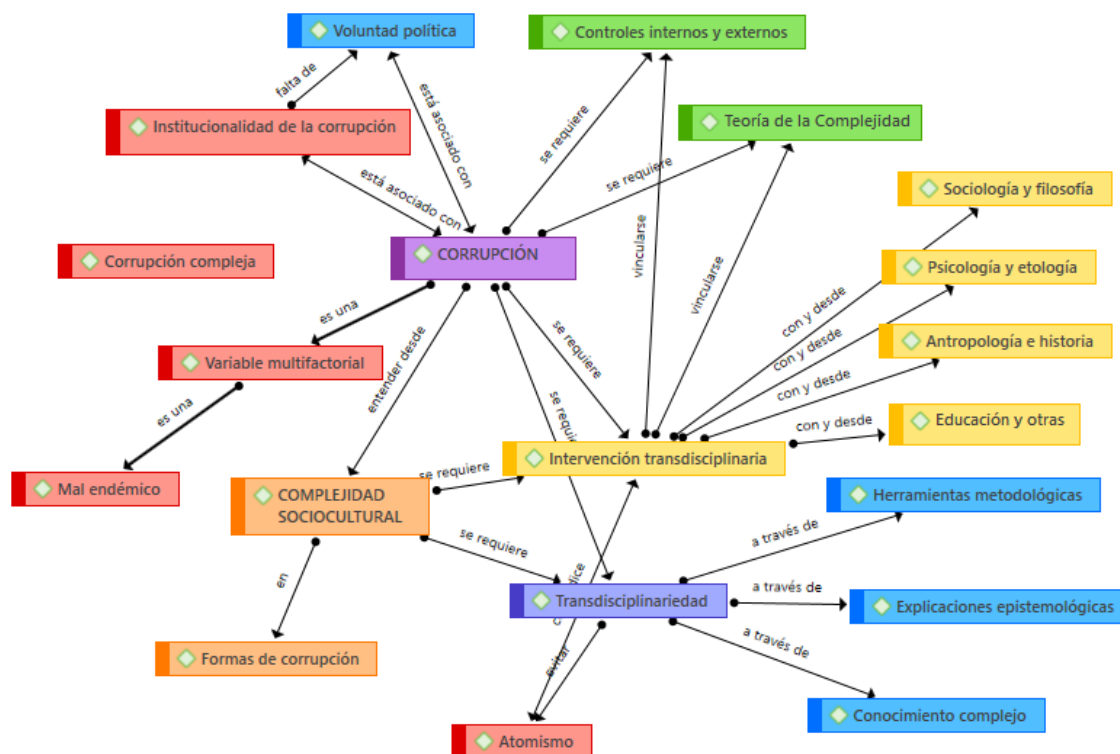 Voluntad política
Controles internos y externos
falta de
está asociado con
Institucionalidad de la corrupción
Teoría de la Complejidad
se requiere
se requiere
está asociado con
Sociología y filosofía
vincularse
vincularse
CORRUPCIÓN
Corrupción compleja
Psicología y etología
con y desde
es una
Antropología e historia
con y desde
Variable multifactorial
entender desde
se requiere
con y desde
es una
Educación y otras
con y desde
Intervención transdisciplinaria
se requiere
Mal endémico
COMPLEJIDAD
SOCIOCULTURAL
Herramientas metodológicas
a través de
se requiere
en
Transdisciplinariedad
a través de
Explicaciones epistemológicas
evitar
a través de
Formas de corrupción
Conocimiento complejo
Atomismo